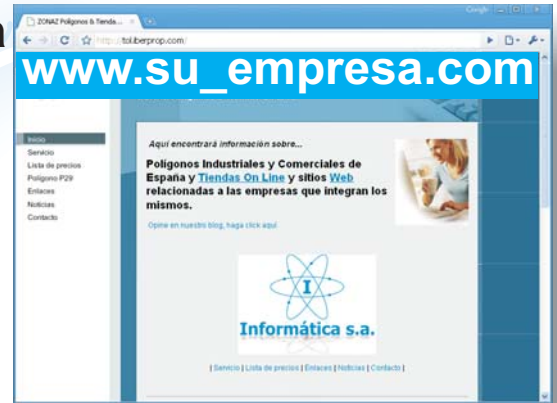 ZONA2 Polígonos & Tienda...
Google
toliberprop.com
www.su_empresa.com
Inicio
Servicio
Lista de precios
Polígono P29
Enlaces
Noticias
Contacto
Aquí encontrará información sobre...
Polígonos Industriales y Comerciales de
España y Tiendas On Line y sitios Web
relacionadas a las empresas que integran los
mismos.
Opine en nuestro blog, haga click aquí
I
Informática s.a.
| Servicio | Lista de precios | Enlaces | Noticias | Contacto |